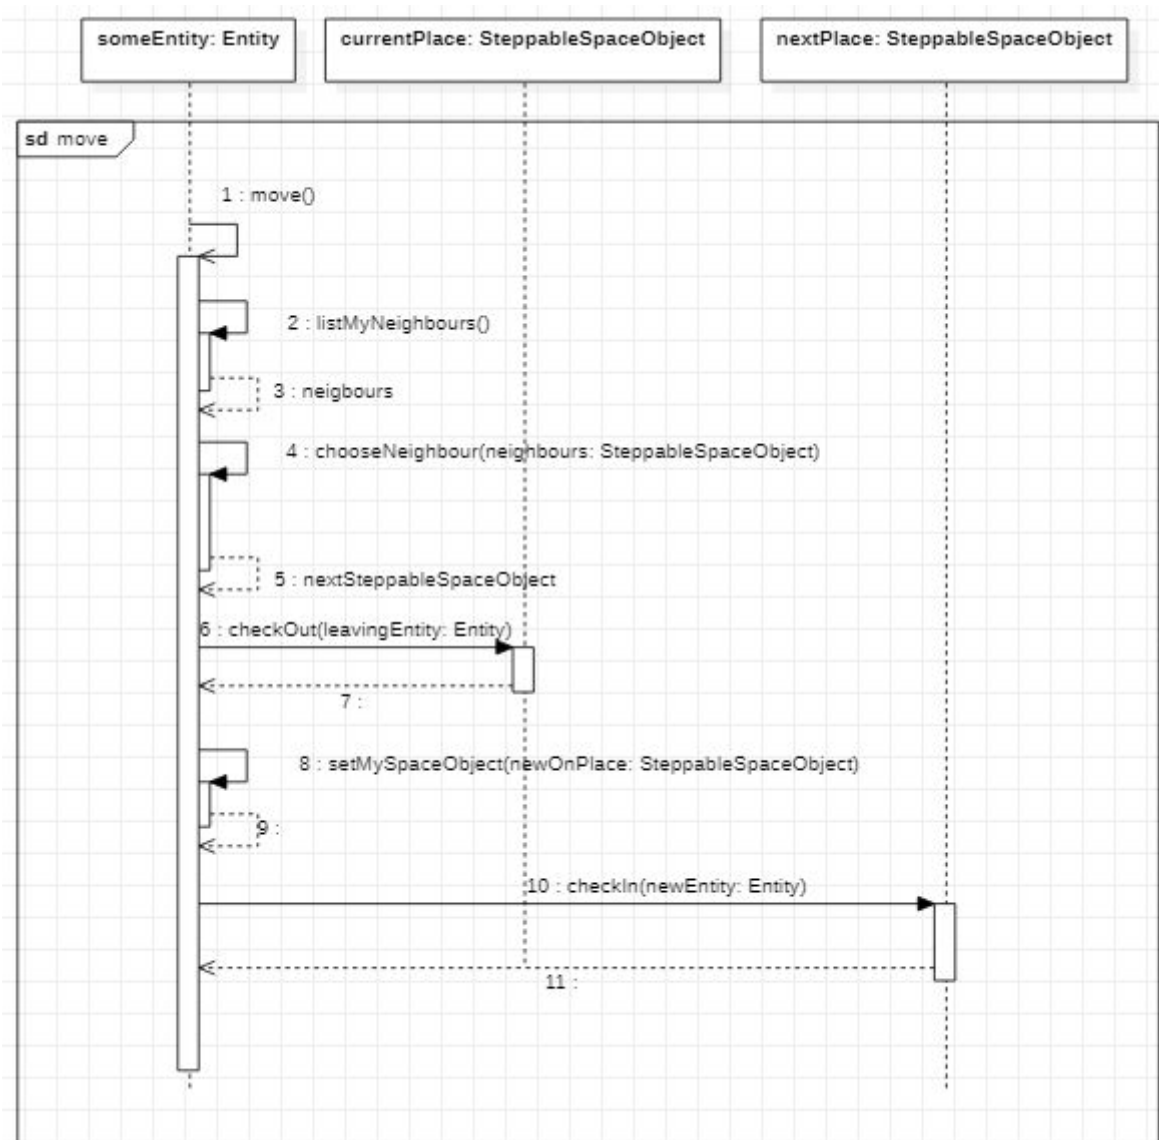 someEntity: Entity
currentPlace: SteppableSpaceObject
nextPlace: SteppableSpaceObject
sd move
1 : move()
2 : listMyNeighbours()
3 : neigbours
4 : chooseNeighbour(neighbours: SteppableSpaceObject)
5 : nextSteppableSpaceObject
6 : checkOut(leavingEntity: Entity)
7 :
8 : setMySpaceObject(newOnPlace: SteppableSpaceObject)
9 :
10 : checkIn(newEntity: Entity)
11 :